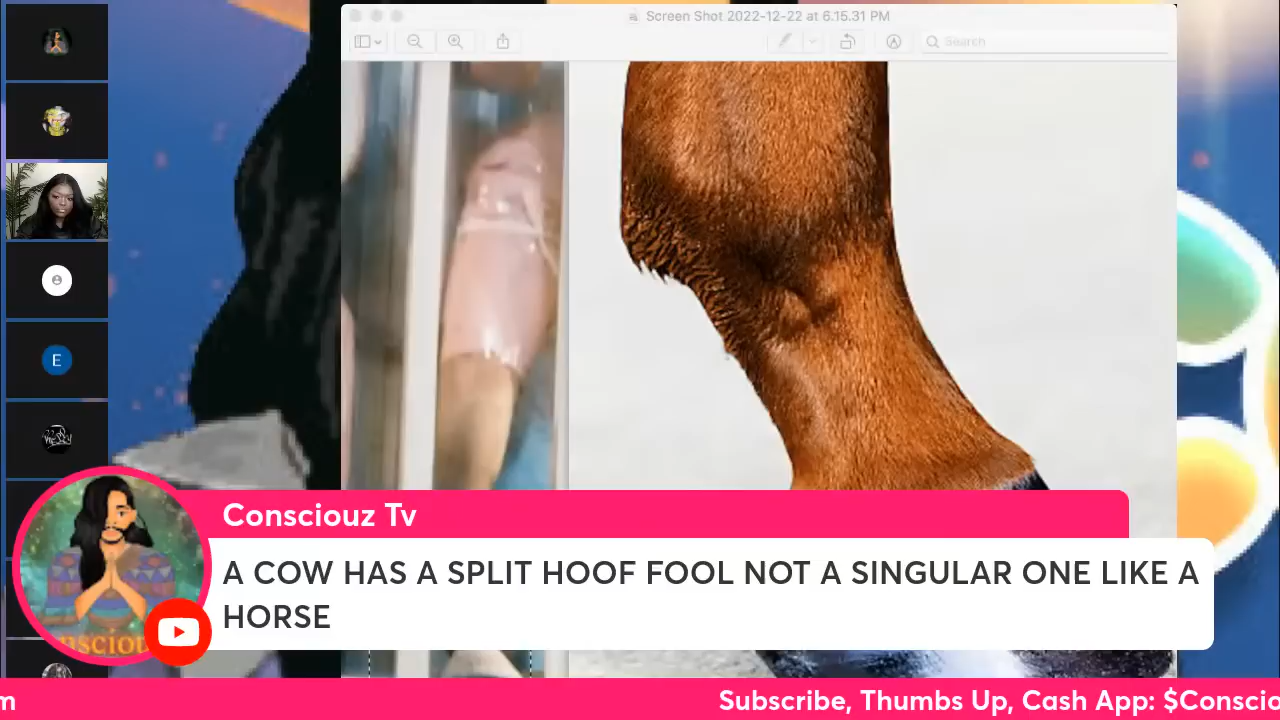 Screen Shot 2022-12-22 at 6.15.31 PM
Search
E
Consciouz Tv
A COW HAS A SPLIT HOOF FOOL NOT A SINGULAR ONE LIKE A
HORSE
m Subscribe, Thumbs Up, Cash App: $Conscio